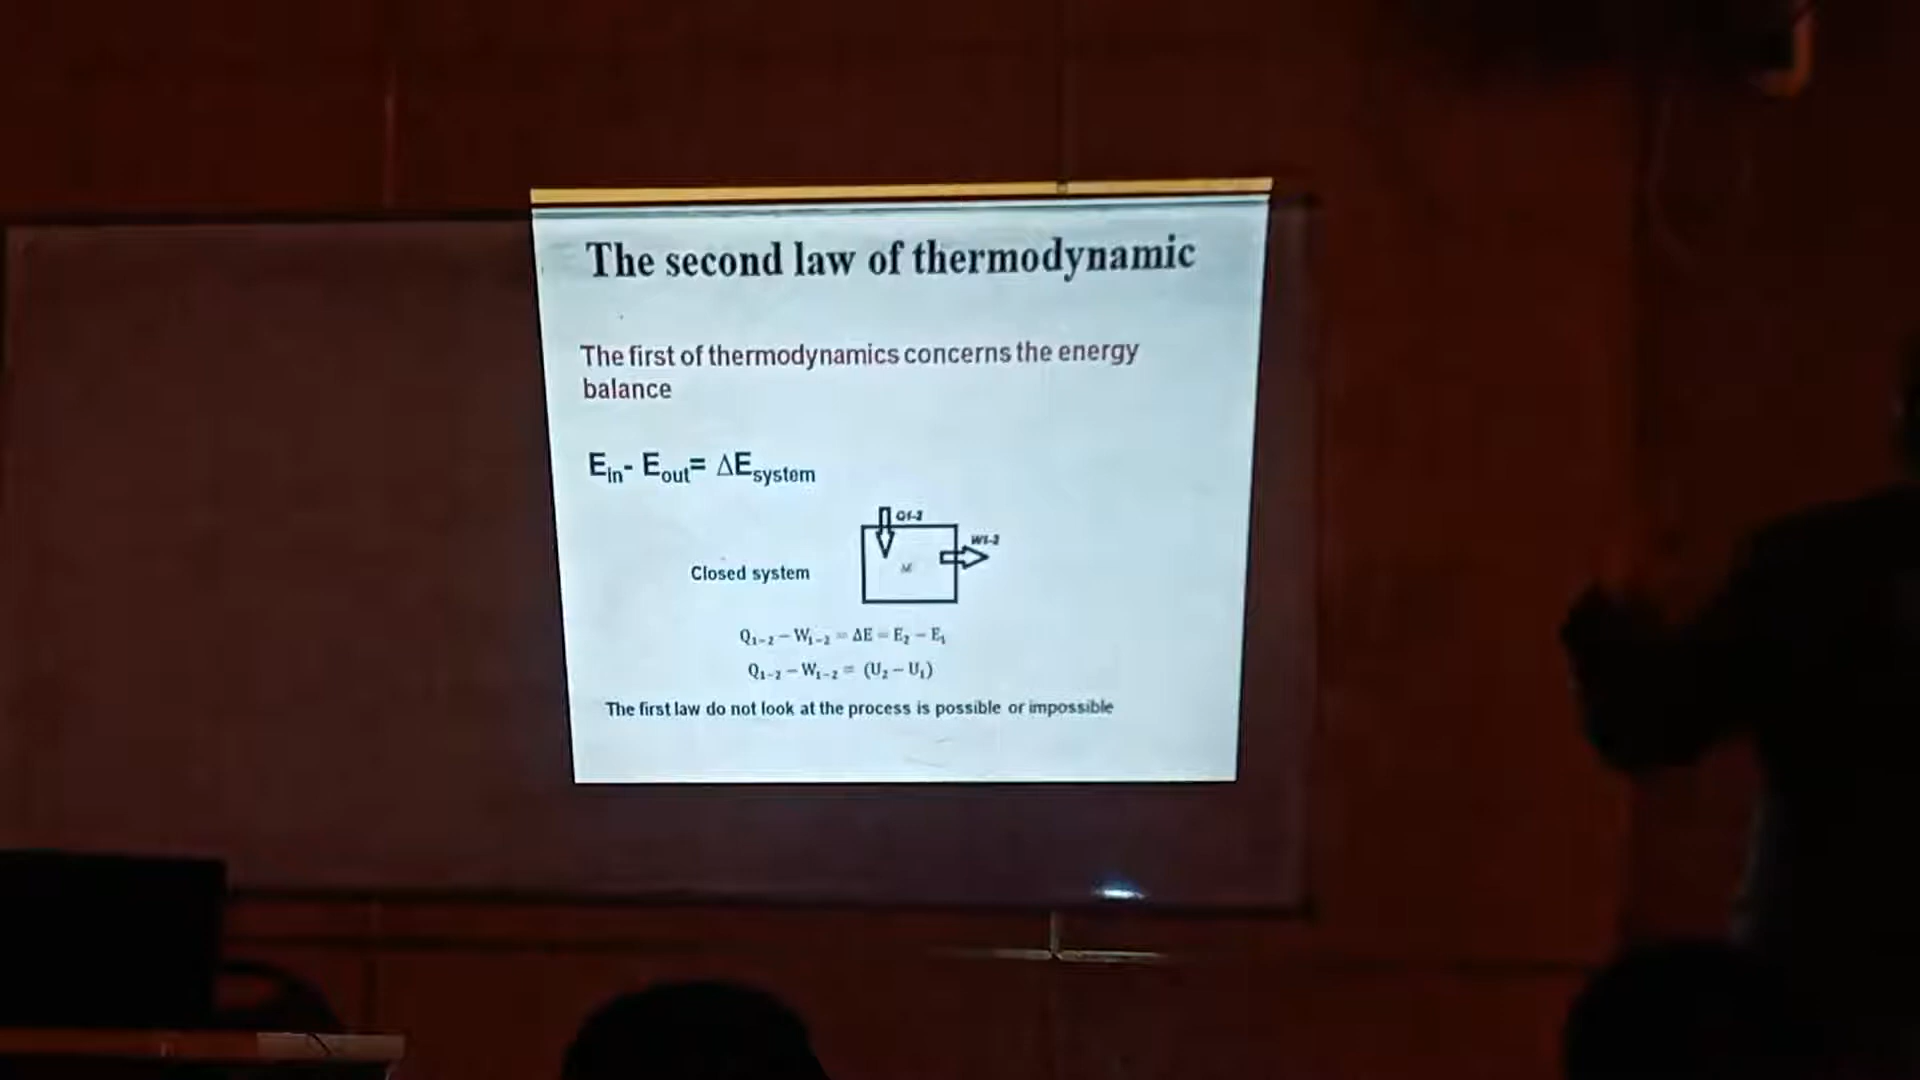 The second law of thermodynamic
The first of thermodynamics concerns the energy
balance
Ein- Eout= ΔEsystem
Q1-2
W1-2
M
Closed system
Q₁₋₂ − W₁₋₂ = ΔE = E₂ − E₁
Q₁₋₂ − W₁₋₂ = (U₂ − U₁)
The first law do not look at the process is possible or impossible